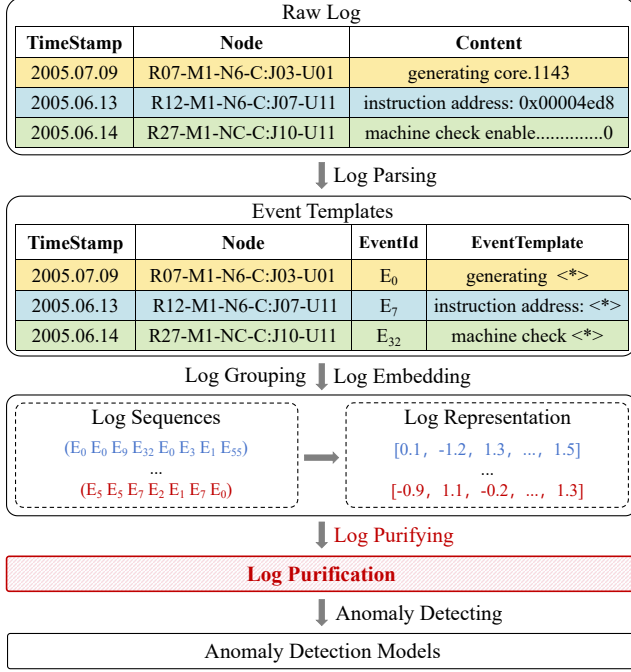 Raw Log
TimeStamp Node Content
2005.07.09 R07-M1-N6-C:J03-U01 generating core.1143
2005.06.13 R12-M1-N6-C:J07-U11 instruction address: 0x00004ed8
2005.06.14 R27-M1-NC-C:J10-U11 machine check enable..............0
Log Parsing
Event Templates
TimeStamp Node EventId EventTemplate
2005.07.09 R07-M1-N6-C:J03-U01 E0 generating <*>
2005.06.13 R12-M1-N6-C:J07-U11 E7 instruction address: <*>
2005.06.14 R27-M1-NC-C:J10-U11 E32 machine check <*>
Log Grouping Log Embedding
Log Sequences Log Representation
(E0 E0 E9 E32 E0 E3 E1 E55) [0.1, -1.2, 1.3, ..., 1.5]
... ...
(E5 E5 E7 E2 E1 E7 E0) [-0.9, 1.1, -0.2, ..., 1.3]
Log Purifying
Log Purification
Anomaly Detecting
Anomaly Detection Models